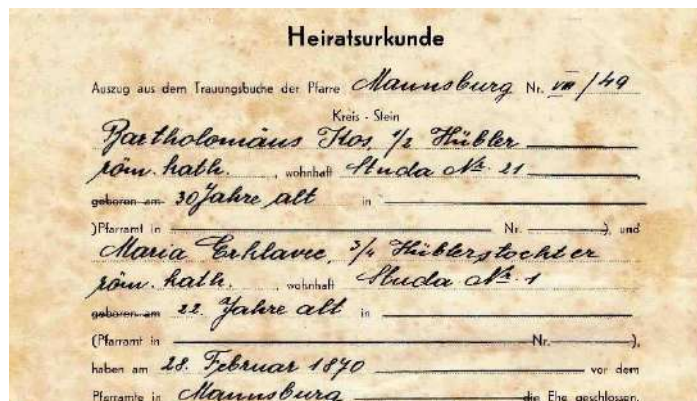 Heiratsurkunde
Auszug aus dem Trauungsbuche der Pfarre Mannsburg Nr. VIII/49
Kreis - Stein
Bartholomäus Kos, 1/2 Hübler
röm. kath. , wohnhaft Studa No. 21 ,
geboren am 30 Jahre alt in
)Pfarramt in Nr. ), und
Maria Erklavec, 3/4 Hüblerstochter
röm. kath. , wohnhaft Studa No. 1
geboren am 22. Jahre alt in
(Pfarramt in Nr. ),
haben am 28. Februar 1870 vor dem
Pfarramte in Mannsburg die Ehe geschlossen.